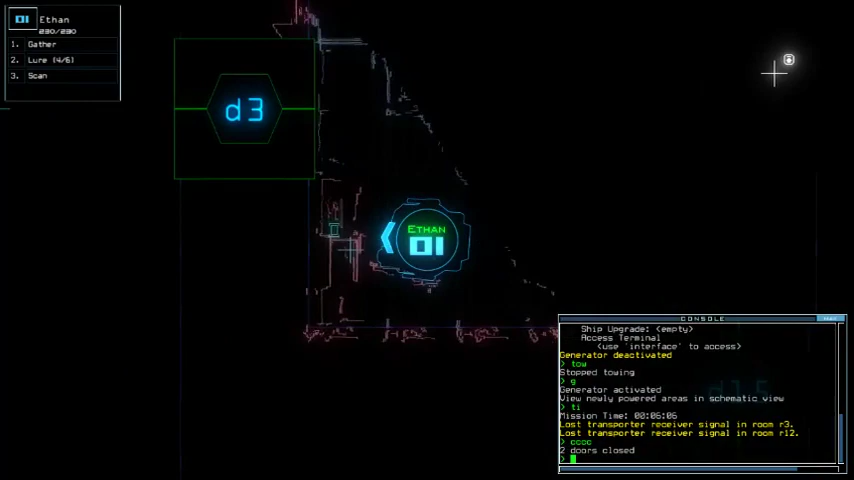 01 Ethan
230/230
1. Gather
2. Lure (4/6)
3. Scan
d3
ETHAN
01
CONSOLE
Ship Upgrade: <empty>
Access Terminal
<use 'interface' to access>
Generator deactivated
> tow
Stopped towing
> g
Generator activated
View newly powered areas in schematic view
> ti
Mission Time: 00:06:06
Lost transporter receiver signal in room r3.
Lost transporter receiver signal in room r12.
> cccc
2 doors closed
>
d15